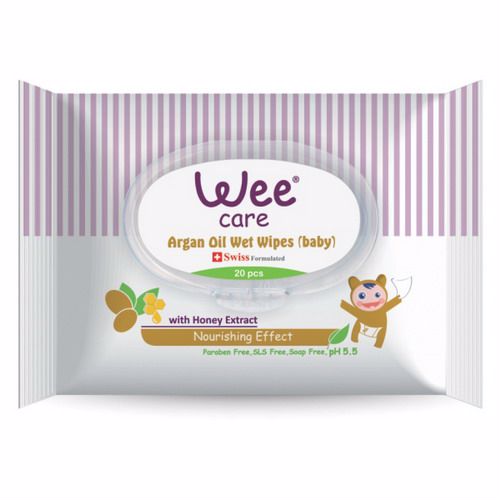 Wee®
care
Argan Oil Wet Wipes (baby)
Swiss Formulated
20 pcs
with Honey Extract
Nourishing Effect
Paraben Free, SLS Free, Soap Free, pH 5.5